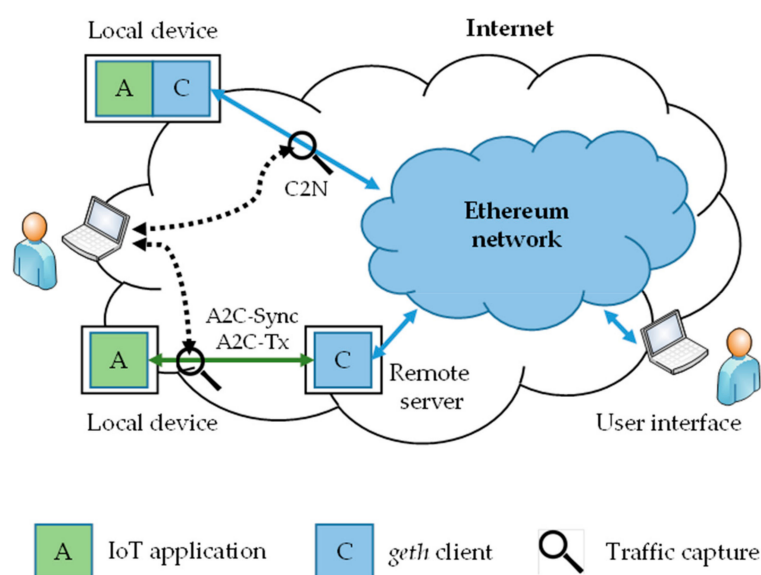 Local device
Internet
A
C
C2N
Ethereum
network
A2C-Sync
A2C-Tx
A
C
Remote
server
Local device
User interface
A
IoT application
C
geth client
Traffic capture